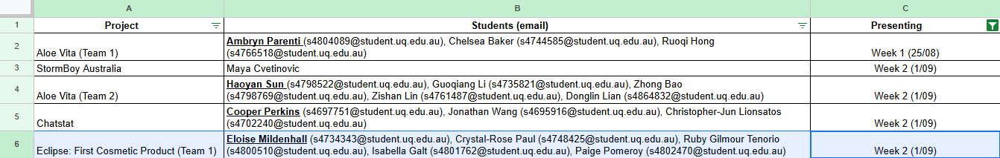 A B C
1 Project Students (email) Presenting
2 Aloe Vita (Team 1) Ambryn Parenti (s4804089@student.uq.edu.au), Chelsea Baker (s4744585@student.uq.edu.au), Ruoqi Hong
(s4766518@student.uq.edu.au) Week 1 (25/08)
3 StormBoy Australia Maya Cvetinovic Week 2 (1/09)
4 Aloe Vita (Team 2) Haoyan Sun (s4798522@student.uq.edu.au), Guoqiang Li (s4735821@student.uq.edu.au), Zhong Bao
(s4798769@student.uq.edu.au), Zishan Lin (s4761487@student.uq.edu.au), Donglin Lian (s4864832@student.uq.edu.au) Week 2 (1/09)
5 Chatstat Cooper Perkins (s4697751@student.uq.edu.au), Jonathan Wang (s4695916@student.uq.edu.au), Christopher-Jun Lionsatos
(s4702240@student.uq.edu.au) Week 2 (1/09)
6 Eclipse: First Cosmetic Product (Team 1) Eloise Mildenhall (s4734343@student.uq.edu.au), Crystal-Rose Paul (s4748425@student.uq.edu.au), Ruby Gilmour Tenorio
(s4800510@student.uq.edu.au), Isabella Galt (s4801762@student.uq.edu.au), Paige Pomeroy (s4802470@student.uq.edu.au) Week 2 (1/09)